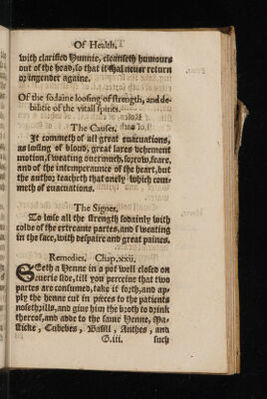 Of Health.
with clarified Hunnie, cleanseth humours
out of the head, so that it shal neuer return
or ingender againe.
Of the sodaine loosing of strength, and de-
bilitie of the vitall spirits.
The Causes.
It commeth of all great euacuations,
as losing of bloud, great lares vehement
motion, sweating ouermuch, sorow, feare,
and of the intemperaunce of the heart, but
the author teacheth that onely which com-
meth of euacuations.
The Signes.
To lose all the strength sodainly with
colde of the extreame partes, and sweating
in the face, with despaire and great paines.
Remedies. Chap. xxii.
Seeth a Henne in a pot well closed on
euerie side, till you perceiue that two
partes are consumed, take it forth, and ap-
ply the henne cut in pieces to the patients
nosethrills, and giue him the broth to drinke
thereof, and adde to the same Henne, Ma-
sticke, Cubebes, Basill, Anthes, and
G.iii. such